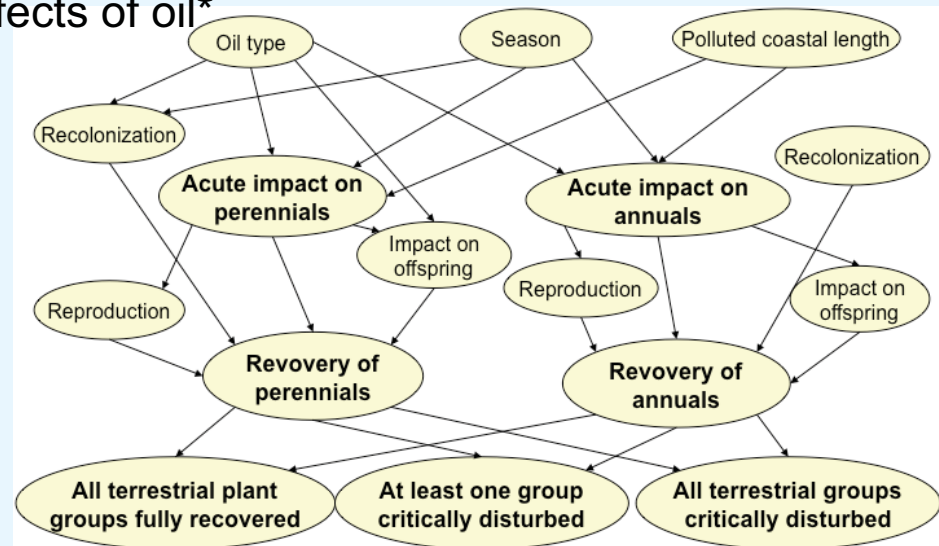 fects of oil*
Oil type
Season
Polluted coastal length
Recolonization
Recolonization
Acute impact on
perennials
Acute impact on
annuals
Impact on
offspring
Reproduction
Reproduction
Impact on
offspring
Revovery of
perennials
Revovery of
annuals
All terrestrial plant
groups fully recovered
At least one group
critically disturbed
All terrestrial groups
critically disturbed